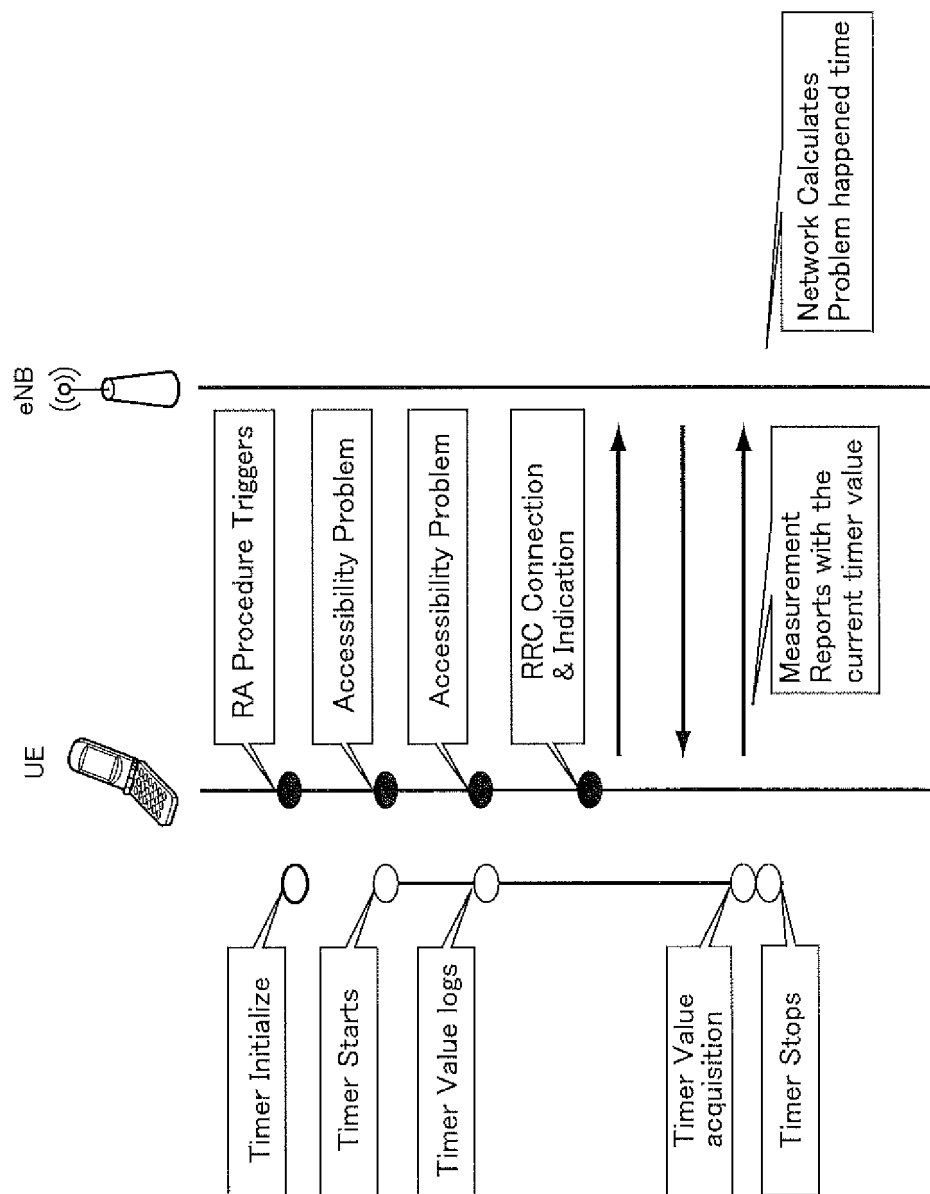 UE
eNB
RA Procedure Triggers
Accessibility Problem
Accessibility Problem
RRC Connection
& Indication
Measurement
Reports with the
current timer value
Network Calculates
Problem happened time
Timer Initialize
Timer Starts
Timer Value logs
Timer Value
acquisition
Timer Stops